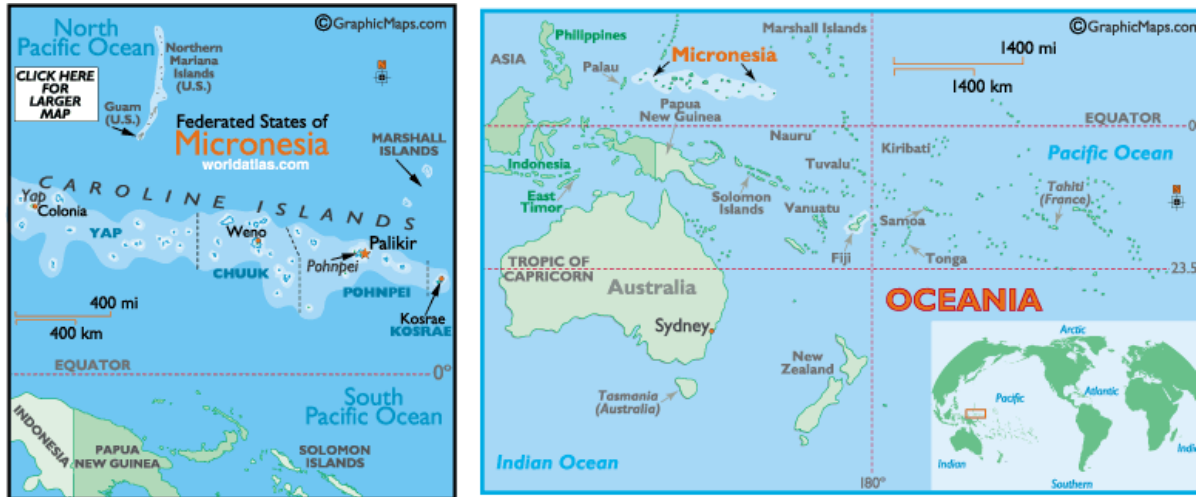 ©GraphicMaps.com
North
Pacific Ocean
Northern
Mariana
Islands
(U.S.)
CLICK HERE
FOR
LARGER
MAP
Guam
(U.S.)
Federated States of
Micronesia
worldatlas.com
MARSHALL
ISLANDS
CAROLINE ISLANDS
Yap
Colonia
YAP
Weno
CHUUK
Palikir
Pohnpei
POHNPEI
Kosrae
KOSRAE
400 mi
400 km
EQUATOR
0°
South
Pacific Ocean
INDONESIA
PAPUA
NEW GUINEA
SOLOMON
ISLANDS
©GraphicMaps.com
Philippines
Marshall Islands
1400 mi
1400 km
ASIA
Palau
Micronesia
Papua
New Guinea
EQUATOR
0
Nauru
Kiribati
Pacific Ocean
Indonesia
Tuvalu
East
Timor
Solomon
Islands
Vanuatu
Samoa
Tahiti
(France)
Fiji
Tonga
TROPIC OF
CAPRICORN
23.5
Australia
OCEANIA
Sydney
New
Zealand
Tasmania
(Australia)
Indian Ocean
180°
Arctic
Pacific
Atlantic
Indian
India
Southern